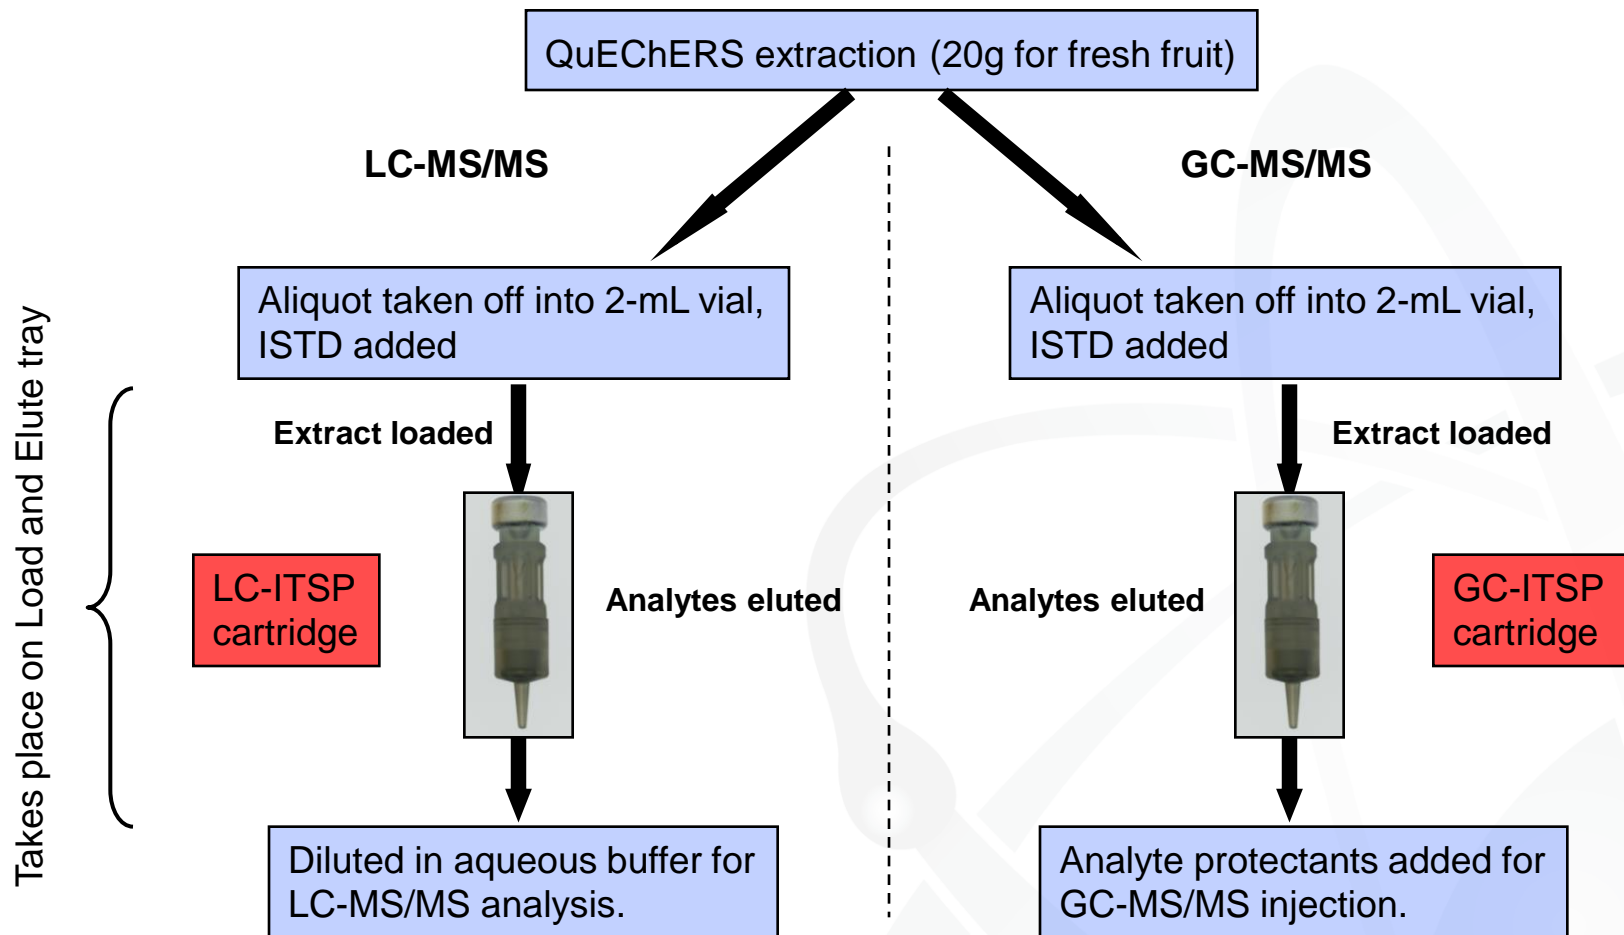 QuEChERS extraction (20g for fresh fruit)
LC-MS/MS
GC-MS/MS
Aliquot taken off into 2-mL vial,
ISTD added
Aliquot taken off into 2-mL vial,
ISTD added
Takes place on Load and Elute tray
Extract loaded
Extract loaded
LC-ITSP
cartridge
Analytes eluted
Analytes eluted
GC-ITSP
cartridge
Diluted in aqueous buffer for
LC-MS/MS analysis.
Analyte protectants added for
GC-MS/MS injection.